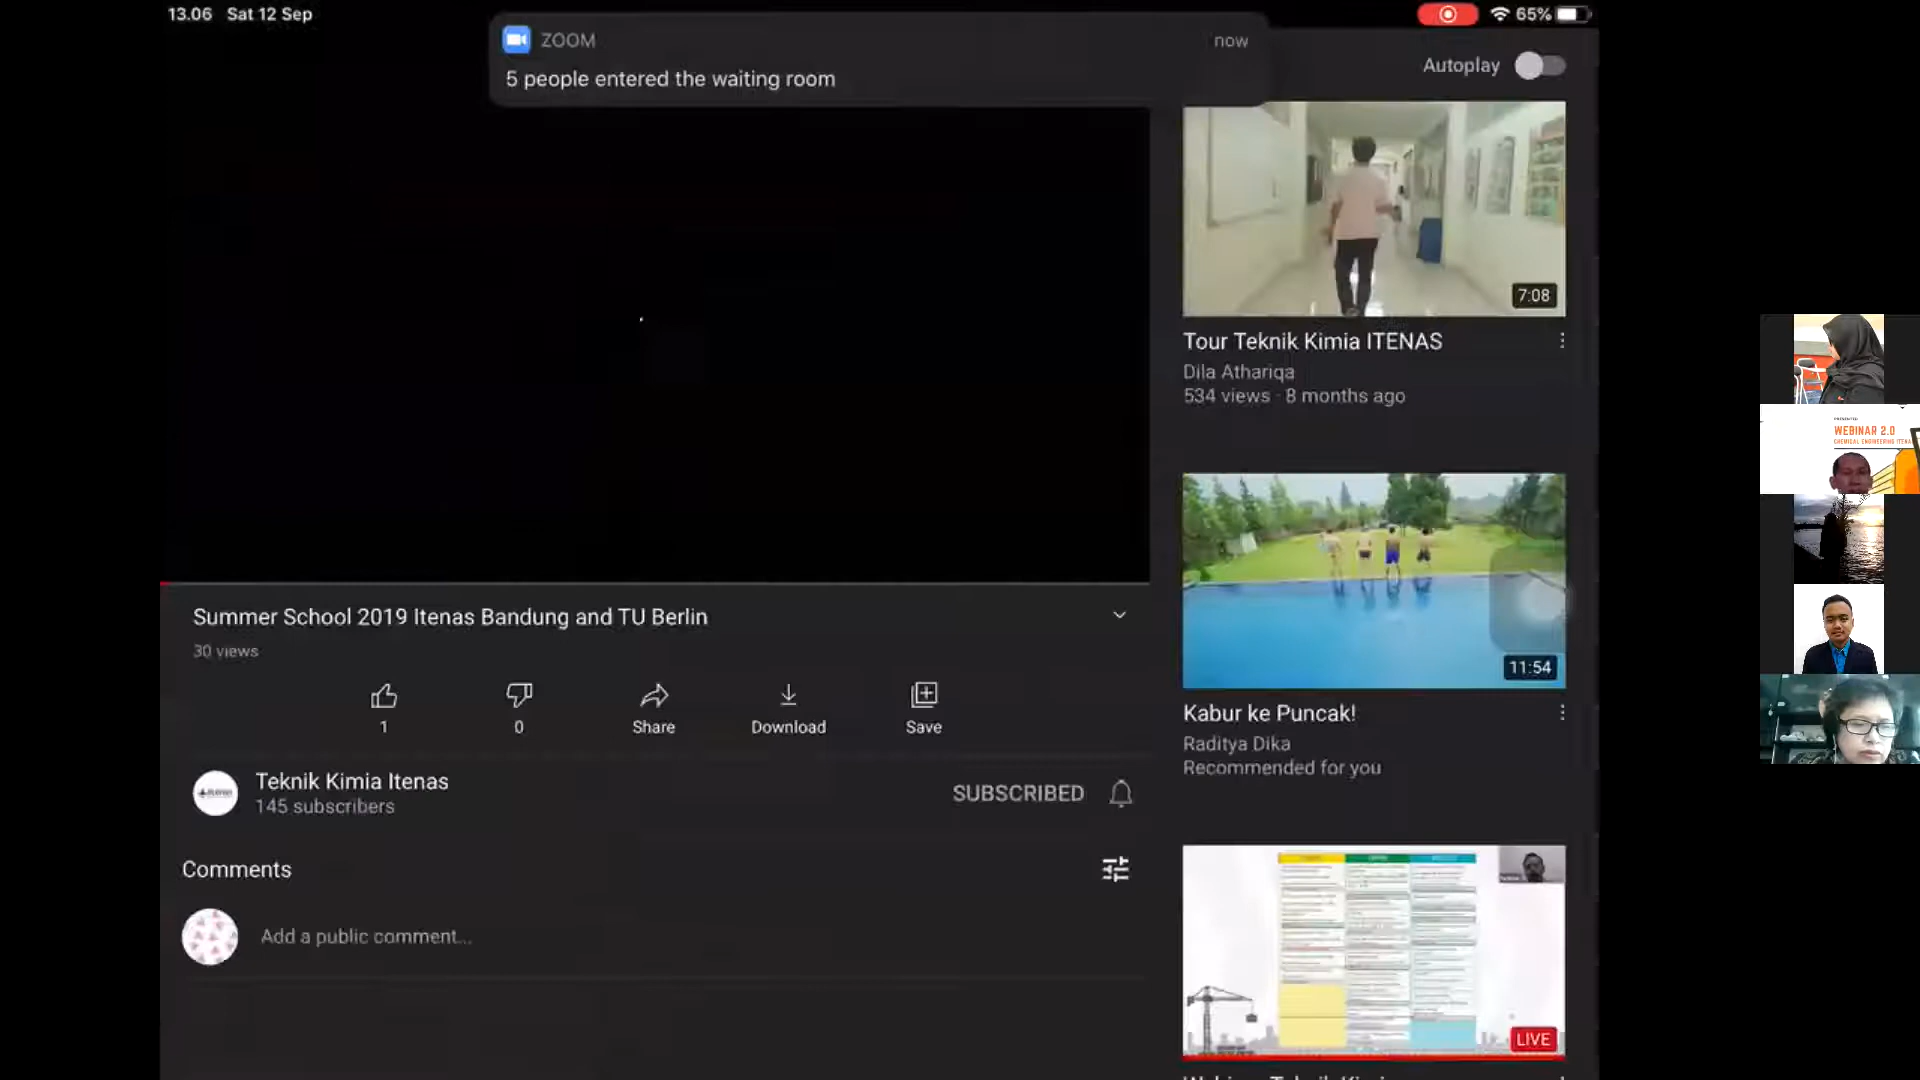 13.06 Sat 12 Sep
65%
ZOOM
now
5 people entered the waiting room
Autoplay
7:08
Tour Teknik Kimia ITENAS
Dila Athariqa
534 views · 8 months ago
11:54
Kabur ke Puncak!
Raditya Dika
Recommended for you
LIVE
Summer School 2019 Itenas Bandung and TU Berlin
30 views
1
0
Share
Download
Save
Teknik Kimia Itenas
145 subscribers
SUBSCRIBED
Comments
Add a public comment...
WEBINAR 2.0
CHEMICAL ENGINEERING